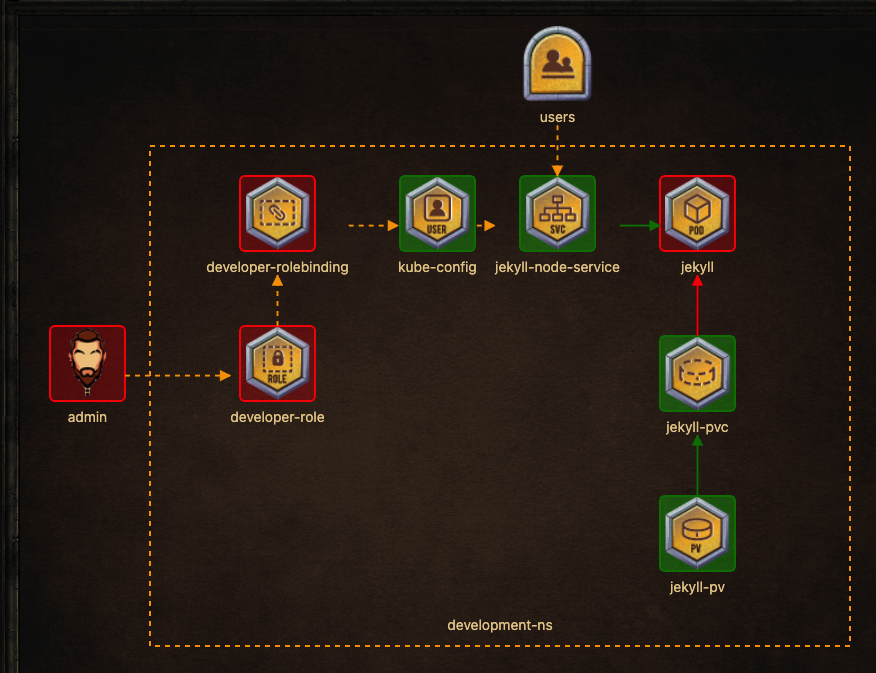 users
USER
SVC
POD
developer-rolebinding
kube-config
jekyll-node-service
jekyll
ROLE
admin
developer-role
jekyll-pvc
PV
jekyll-pv
development-ns